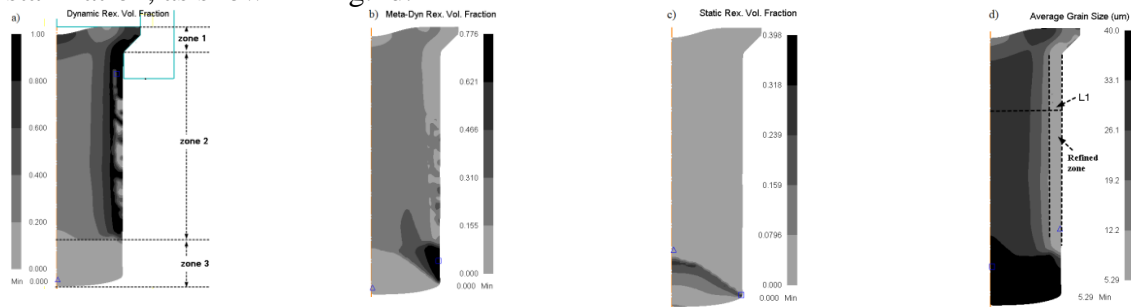 a) Dynamic Rex. Vol. Fraction
1.00
0.800
0.600
0.400
0.200
0.000
Min 0.000
zone 1
zone 2
zone 3
b) Meta-Dyn Rex. Vol. Fraction
0.776
0.621
0.466
0.310
0.155
0.000
0.000 Min
c) Static Rex. Vol. Fraction
0.398
0.318
0.239
0.159
0.0796
0.000
0.000 Min
d) Average Grain Size (um)
40.0
33.1
26.1
19.2
12.2
5.29
5.29 Min
L1
Refined
zone